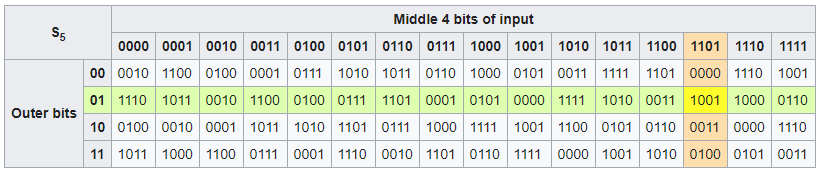 S5 Middle 4 bits of input
0000 0001 0010 0011 0100 0101 0110 0111 1000 1001 1010 1011 1100 1101 1110 1111
Outer bits
00 0010 1100 0100 0001 0111 1010 1011 0110 1000 0101 0011 1111 1101 0000 1110 1001
01 1110 1011 0010 1100 0100 0111 1101 0001 0101 0000 1111 1010 0011 1001 1000 0110
10 0100 0010 0001 1011 1010 1101 0111 1000 1111 1001 1100 0101 0110 0011 0000 1110
11 1011 1000 1100 0111 0001 1110 0010 1101 0110 1111 0000 1001 1010 0100 0101 0011